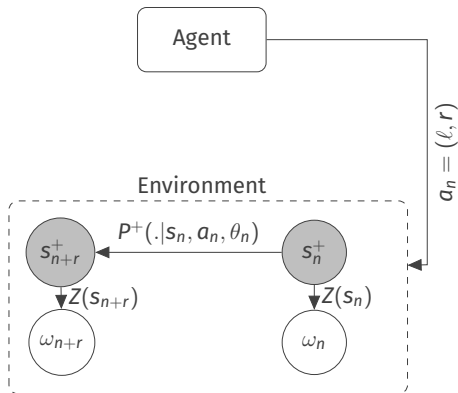 Agent
a_n = (ℓ, r)
Environment
P^+(.|s_n, a_n, θ_n)
s^+_{n+r}
s^+_n
Z(s_{n+r})
Z(s_n)
ω_{n+r}
ω_n